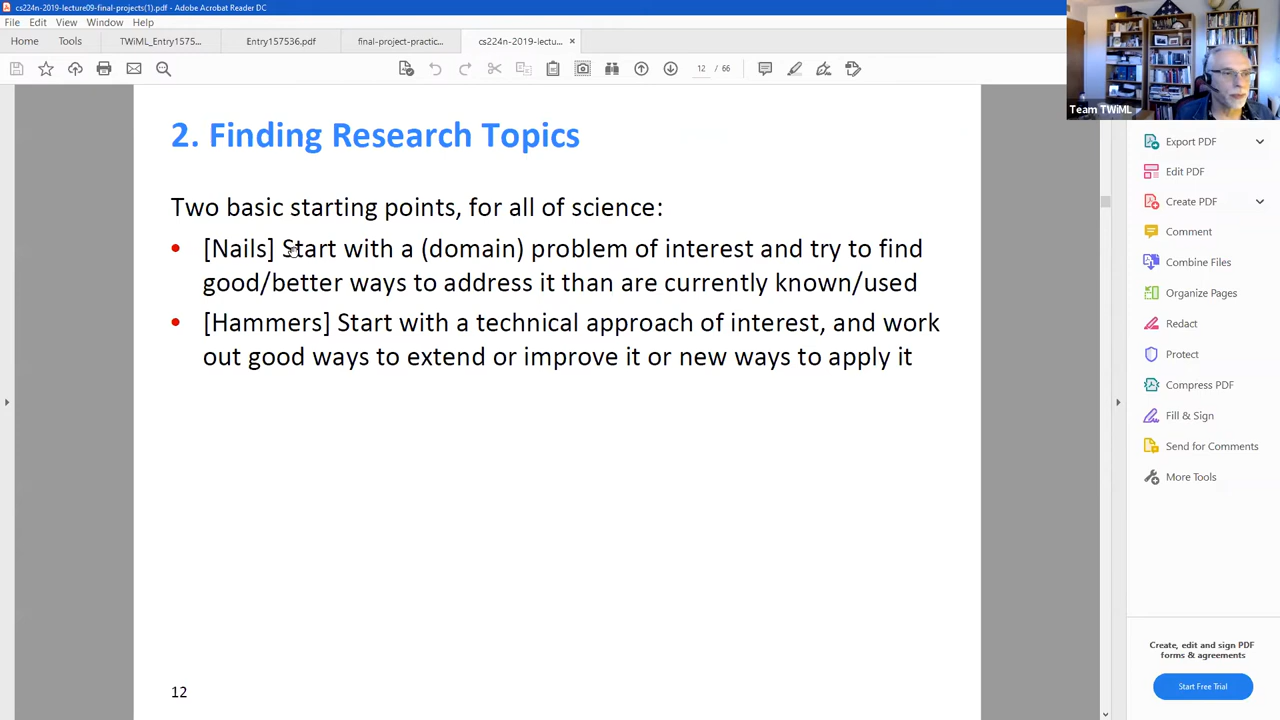 cs224n-2019-lecture09-final-projects(1).pdf - Adobe Acrobat Reader DC
File Edit View Window Help
Home Tools TWiML_Entry1575... Entry157536.pdf final-project-practic... cs224n-2019-lectu... ×
12 / 66
Team TWiML
2. Finding Research Topics
Two basic starting points, for all of science:
• [Nails] Start with a (domain) problem of interest and try to find
good/better ways to address it than are currently known/used
• [Hammers] Start with a technical approach of interest, and work
out good ways to extend or improve it or new ways to apply it
12
Export PDF
Edit PDF
Create PDF
Comment
Combine Files
Organize Pages
Redact
Protect
Compress PDF
Fill & Sign
Send for Comments
More Tools
Create, edit and sign PDF
forms & agreements
Start Free Trial